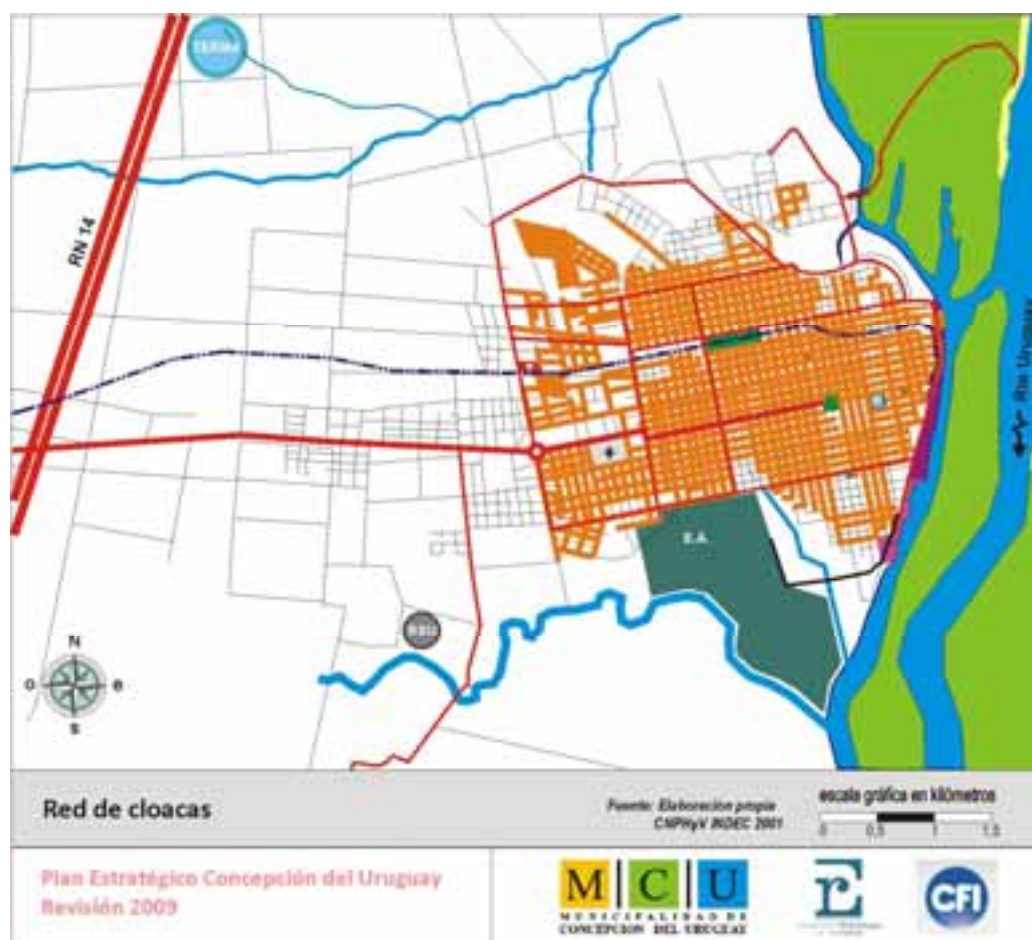 TERMA
RN 14
Río Uruguay
E.A
RSU
N
o
e
s
Red de cloacas
Fuente: Elaboración propia
CNPHyV INDEC 2001
escala gráfica en kilómetros
0 0,5 1 1,5
Plan Estratégico Concepción del Uruguay
Revisión 2009
M C U
MUNICIPALIDAD DE
CONCEPCION DEL URUGUAY
CFI